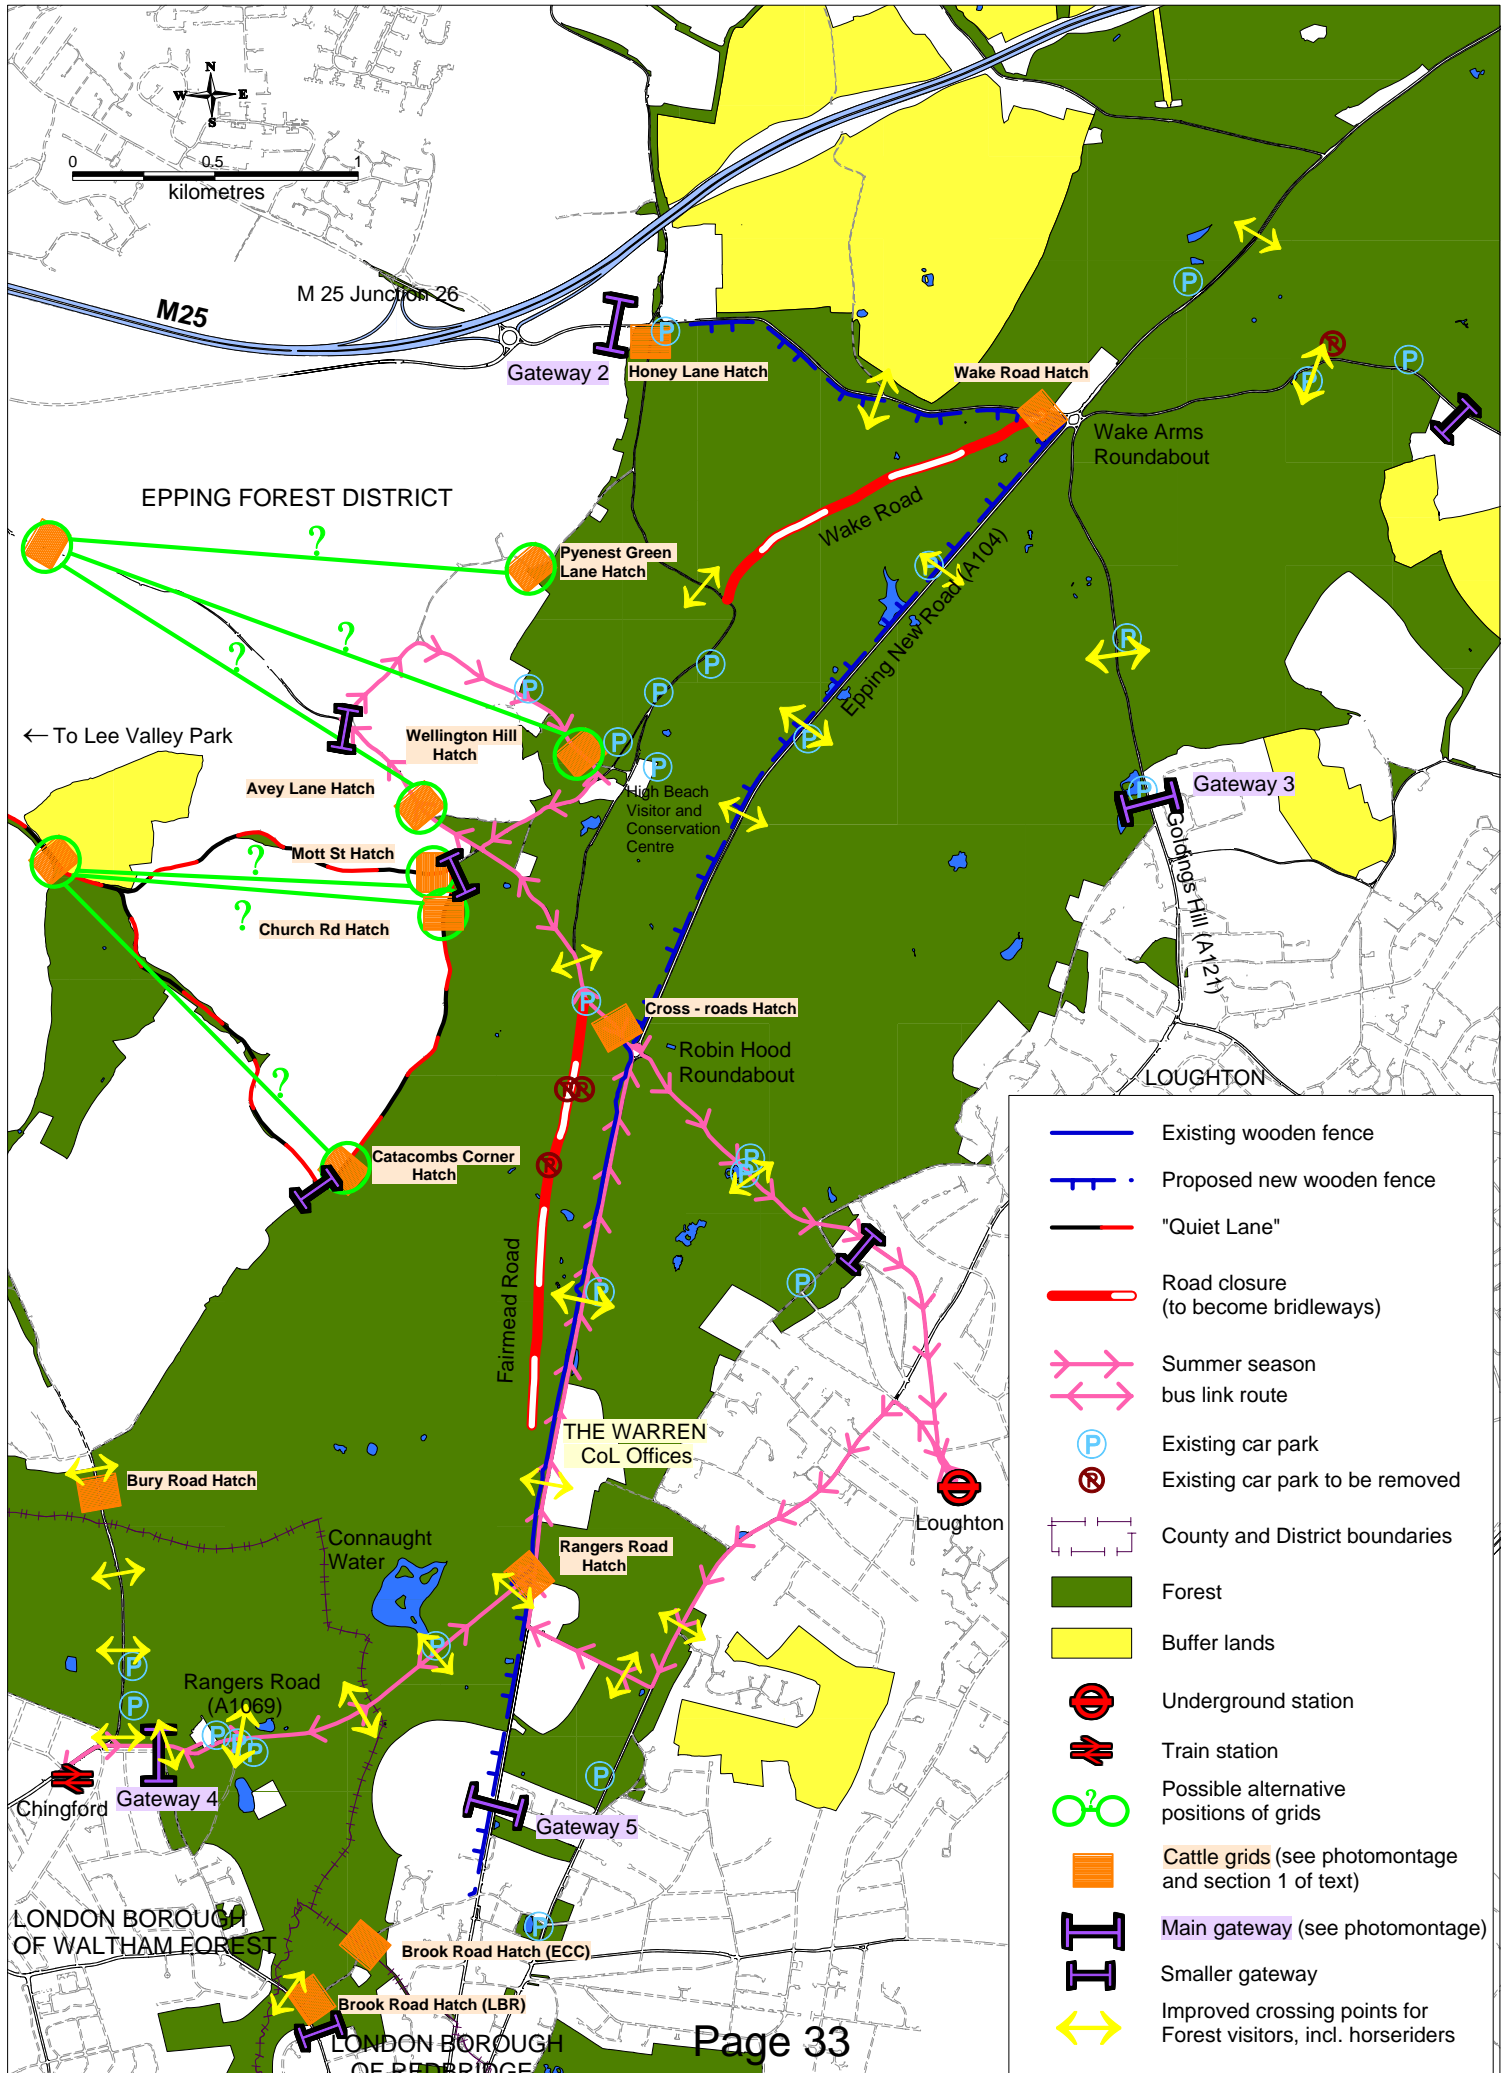 N
W E
S
0 0.5 1
kilometres
M 25 Junction 26
M25
Gateway 2
Honey Lane Hatch
Wake Road Hatch
Wake Arms
Roundabout
EPPING FOREST DISTRICT
Wake Road
Epping New Road (A104)
?
Pyenest Green
Lane Hatch
?
?
← To Lee Valley Park
Wellington Hill
Hatch
Avey Lane Hatch
High Beach
Visitor and
Conservation
Centre
Gateway 3
Goldings Hill (A121)
Mott St Hatch
?
?
Church Rd Hatch
Cross - roads Hatch
Robin Hood
Roundabout
LOUGHTON
?
Catacombs Corner
Hatch
Fairmead Road
THE WARREN
CoL Offices
Bury Road Hatch
Loughton
Connaught
Water
Rangers Road
Hatch
Rangers Road
(A1069)
Chingford
Gateway 4
Gateway 5
LONDON BOROUGH
OF WALTHAM FOREST
Brook Road Hatch (ECC)
Brook Road Hatch (LBR)
LONDON BOROUGH
OF REDBRIDGE
Page 33
Existing wooden fence
Proposed new wooden fence
"Quiet Lane"
Road closure
(to become bridleways)
Summer season
bus link route
P Existing car park
P Existing car park to be removed
County and District boundaries
Forest
Buffer lands
Underground station
Train station
? Possible alternative
positions of grids
Cattle grids (see photomontage
and section 1 of text)
Main gateway (see photomontage)
Smaller gateway
Improved crossing points for
Forest visitors, incl. horseriders